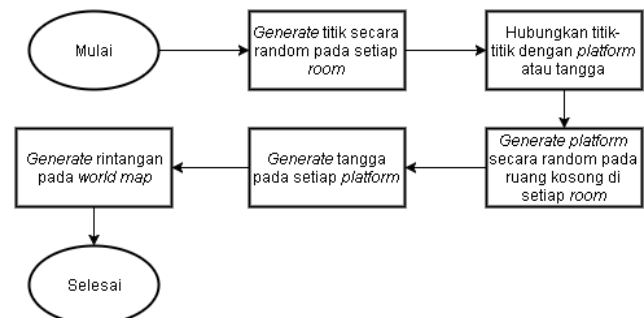 Mulai
Generate titik secara
random pada setiap
room
Hubungkan titik-
titik dengan platform
atau tangga
Generate platform
secara random pada
ruang kosong di
setiap room
Generate tangga
pada setiap platform
Generate rintangan
pada world map
Selesai